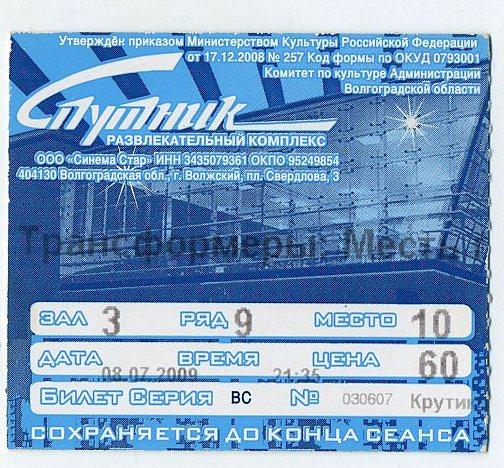 Утверждён приказом Министерством Культуры Российской Федерации
от 17.12.2008 № 257 Код формы по ОКУД 0793001
Комитет по культуре Администрации
Волгоградской области
Спутник
РАЗВЛЕКАТЕЛЬНЫЙ КОМПЛЕКС
ООО «Синема Стар» ИНН 3435079361 ОКПО 95249854
404130 Волгоградская обл., г. Волжский, пл. Свердлова, 3
Трансформеры: Месть
ЗАЛ 3 РЯД 9 МЕСТО 10
ДАТА 08.07.2009 ВРЕМЯ 21:35 ЦЕНА 60
БИЛЕТ СЕРИЯ ВС № 030607 Крутик
СОХРАНЯЕТСЯ ДО КОНЦА СЕАНСА